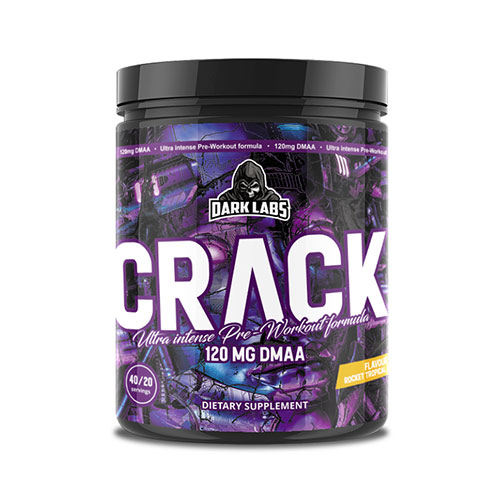 120mg DMAA • Ultra intense Pre-Workout formula • 120mg DMAA • Ultra intense Pre-Workout
DARK LABS
CRACK
Ultra intense Pre-Workout formula
120 MG DMAA
40/20
servings
FLAVOUR
ROCKET TROPICAL
DIETARY SUPPLEMENT